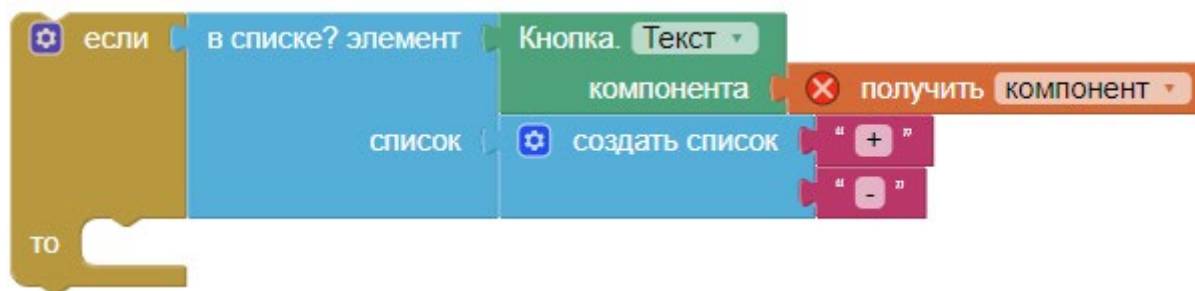 если в списке? элемент Кнопка. Текст
компонента получить компонент
список создать список “ + ”
“ - ”
то